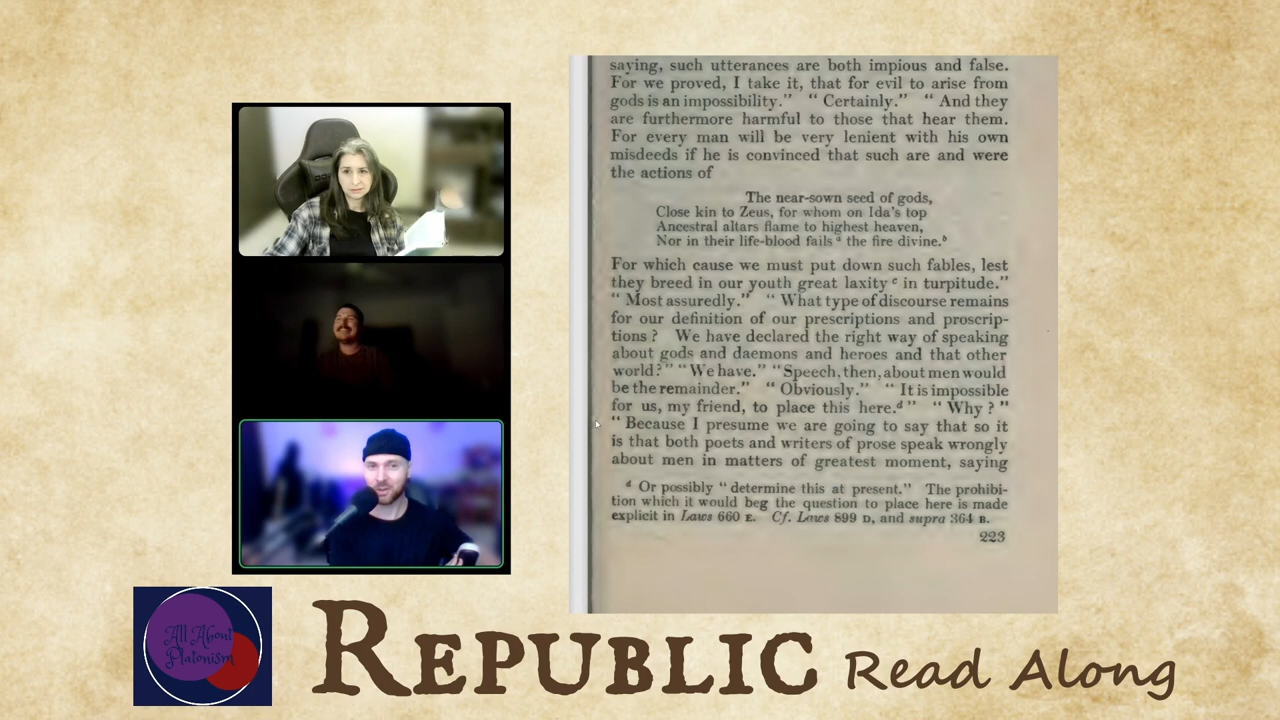 saying, such utterances are both impious and false.
For we proved, I take it, that for evil to arise from
gods is an impossibility.” “ Certainly.” “ And they
are furthermore harmful to those that hear them.
For every man will be very lenient with his own
misdeeds if he is convinced that such are and were
the actions of
The near-sown seed of gods,
Close kin to Zeus, for whom on Ida's top
Ancestral altars flame to highest heaven,
Nor in their life-blood fails a the fire divine.b
For which cause we must put down such fables, lest
they breed in our youth great laxity c in turpitude.”
“ Most assuredly.” “ What type of discourse remains
for our definition of our prescriptions and proscrip-
tions ? We have declared the right way of speaking
about gods and daemons and heroes and that other
world?” “ We have.” “ Speech, then, about men would
be the remainder.” “ Obviously.” “ It is impossible
for us, my friend, to place this here.d ” “ Why ? ”
“ Because I presume we are going to say that so it
is that both poets and writers of prose speak wrongly
about men in matters of greatest moment, saying
d Or possibly “ determine this at present.” The prohibi-
tion which it would beg the question to place here is made
explicit in Laws 660 E. Cf. Laws 899 D, and supra 364 B.
223
All About
Platonism
REPUBLIC Read Along